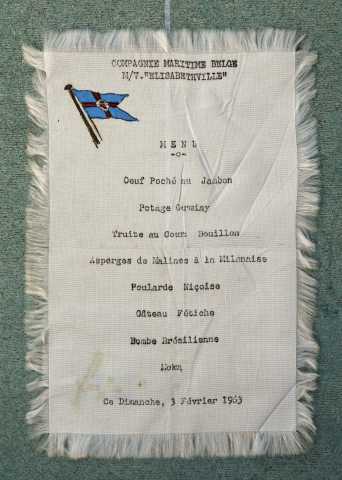 COMPAGNIE MARITIME BELGE
M/V."ELISABETHVILLE"
MENU
-o-
Oeuf Poché au Jambon
Potage Germiny
Truite au Court Bouillon
Asperges de Malines à la Milanaise
Poularde Niçoise
Gâteau Fétiche
Bombe Brésilienne
Moka
Ce Dimanche, 3 Février 1963